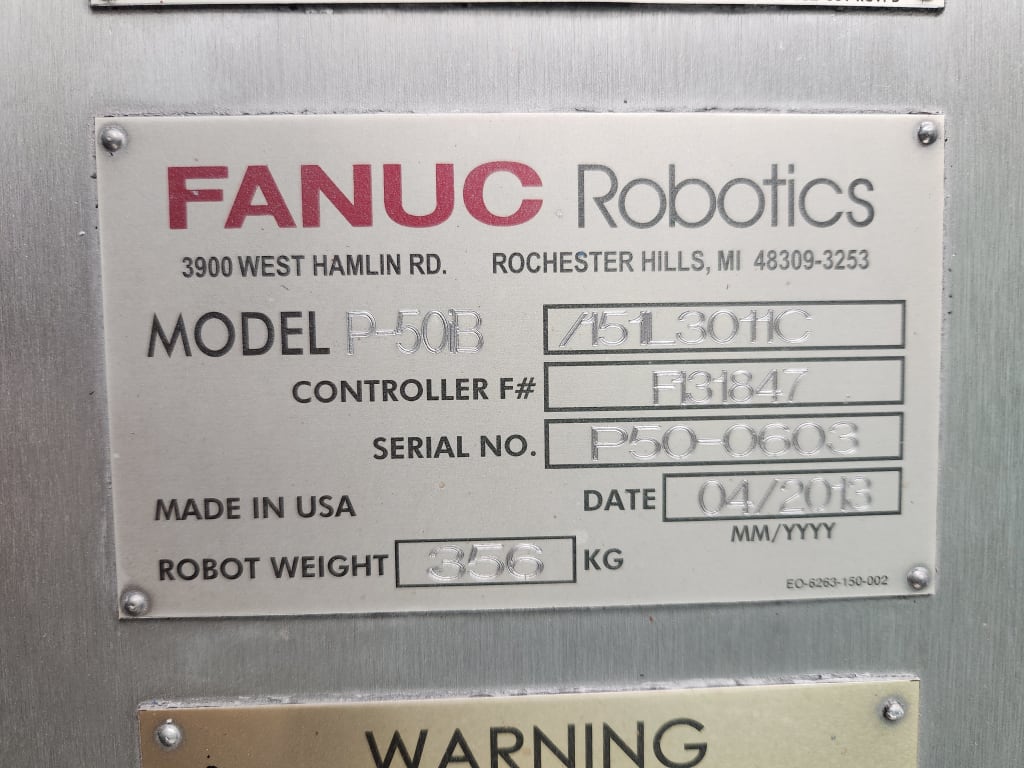 FANUC Robotics
3900 WEST HAMLIN RD. ROCHESTER HILLS, MI 48309-3253
MODEL P-50iB /151L3011C
CONTROLLER F# F131847
SERIAL NO. P50-0603
MADE IN USA DATE 04/2013
MM/YYYY
ROBOT WEIGHT 356 KG
EO-6263-150-002
WARNING